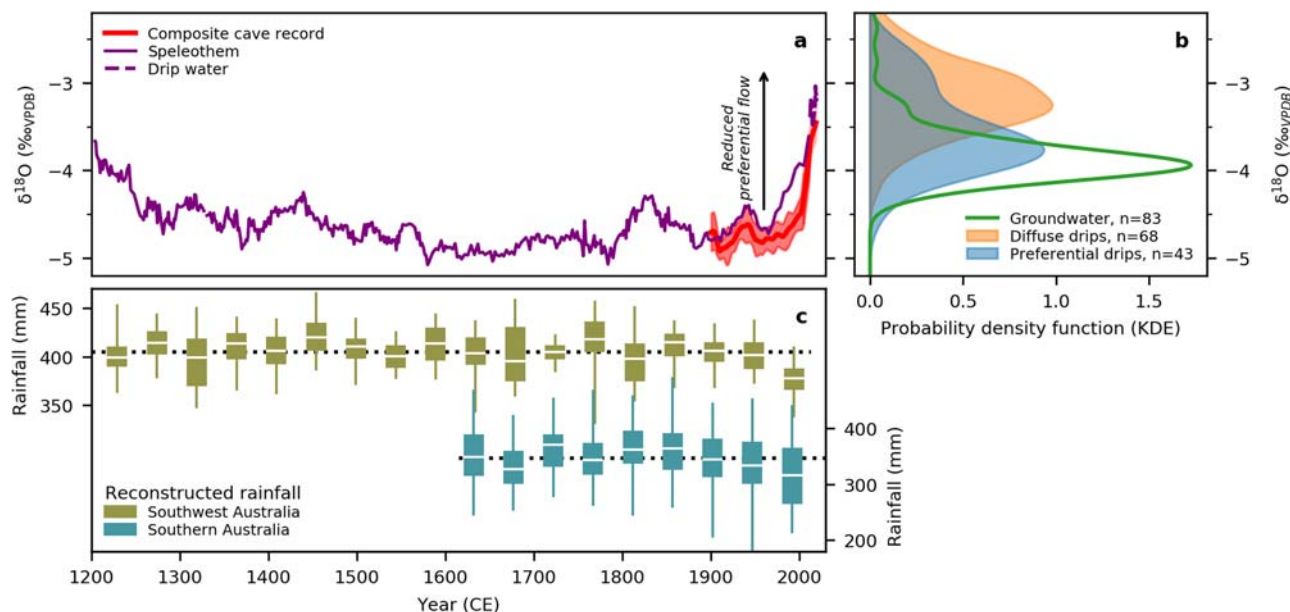 Composite cave record
Speleothem
Drip water
a
−3
−4
−5
δ18O (‰VPDB)
Reduced
preferential flow
b
−3
−4
−5
δ18O (‰VPDB)
Groundwater, n=83
Diffuse drips, n=68
Preferential drips, n=43
0.0 0.5 1.0 1.5
Probability density function (KDE)
c
450
400
350
Rainfall (mm)
400
300
200
Rainfall (mm)
Reconstructed rainfall
Southwest Australia
Southern Australia
1200 1300 1400 1500 1600 1700 1800 1900 2000
Year (CE)